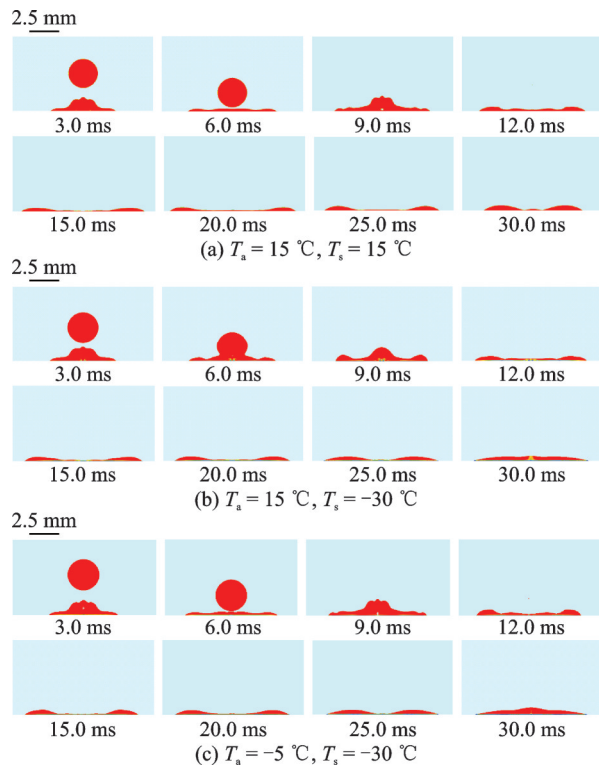 2.5 mm
3.0 ms 6.0 ms 9.0 ms 12.0 ms
15.0 ms 20.0 ms 25.0 ms 30.0 ms
(a) Tₐ = 15 ℃, Tₛ = 15 ℃
2.5 mm
3.0 ms 6.0 ms 9.0 ms 12.0 ms
15.0 ms 20.0 ms 25.0 ms 30.0 ms
(b) Tₐ = 15 ℃, Tₛ = −30 ℃
2.5 mm
3.0 ms 6.0 ms 9.0 ms 12.0 ms
15.0 ms 20.0 ms 25.0 ms 30.0 ms
(c) Tₐ = −5 ℃, Tₛ = −30 ℃